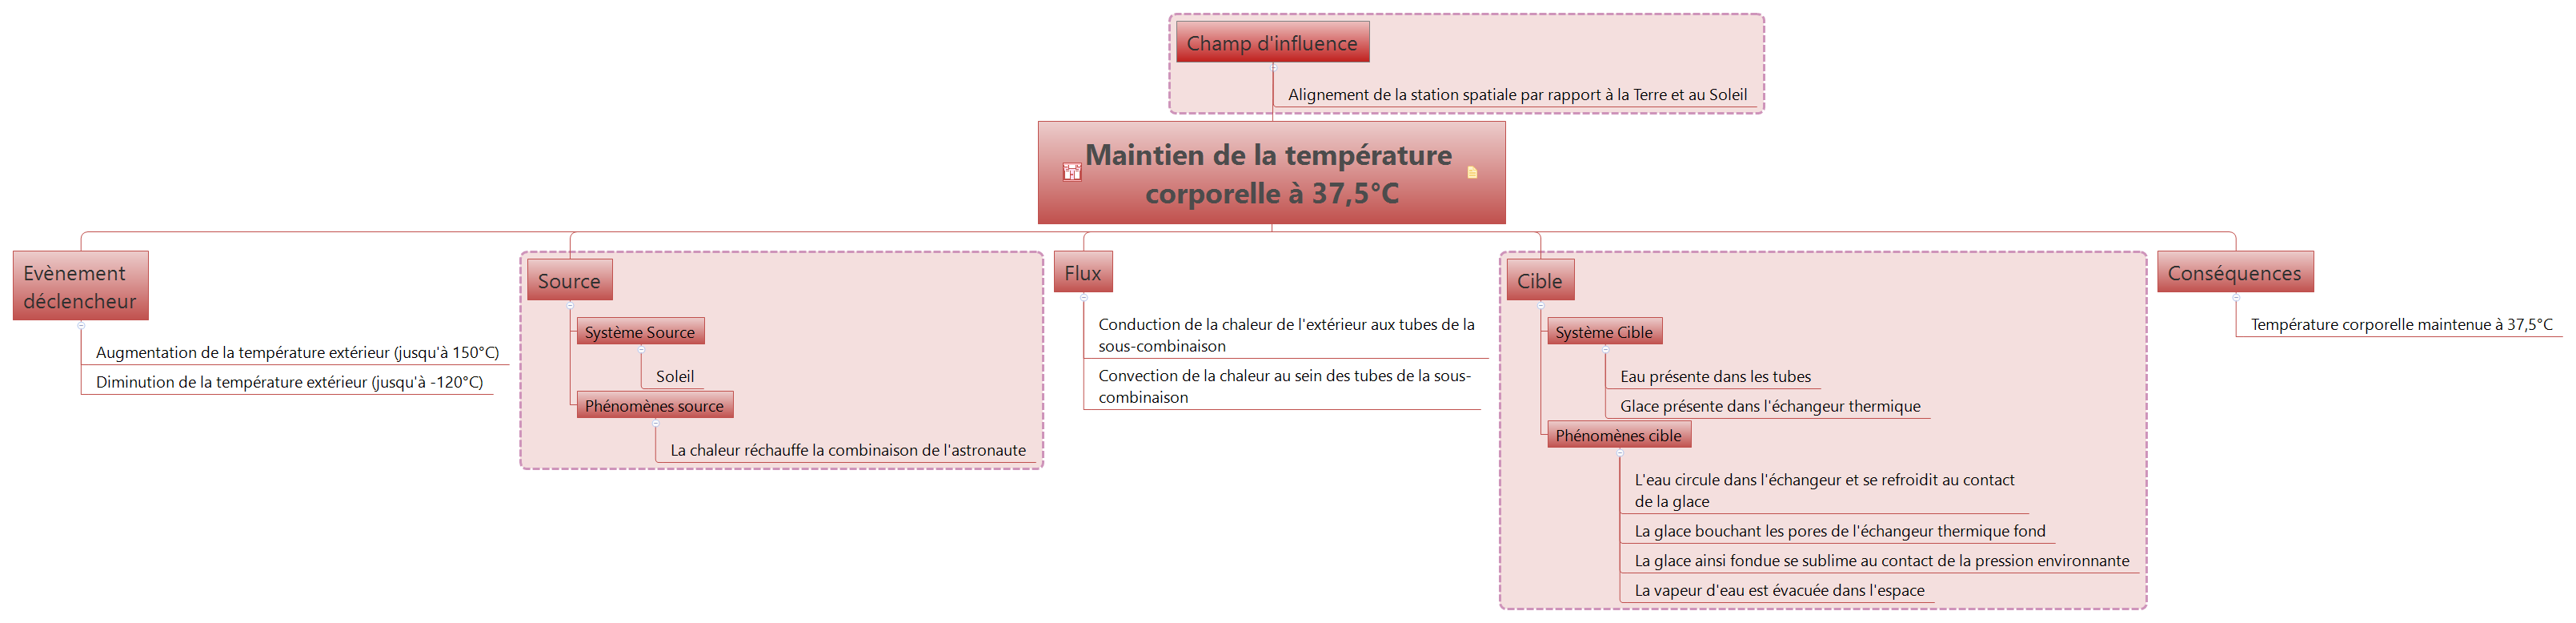 Champ d'influence
Alignement de la station spatiale par rapport à la Terre et au Soleil
Maintien de la température
corporelle à 37,5°C
Evènement
déclencheur
Augmentation de la température extérieur (jusqu'à 150°C)
Diminution de la température extérieur (jusqu'à -120°C)
Source
Système Source
Soleil
Phénomènes source
La chaleur réchauffe la combinaison de l'astronaute
Flux
Conduction de la chaleur de l'extérieur aux tubes de la
sous-combinaison
Convection de la chaleur au sein des tubes de la sous-
combinaison
Cible
Système Cible
Eau présente dans les tubes
Glace présente dans l'échangeur thermique
Phénomènes cible
L'eau circule dans l'échangeur et se refroidit au contact
de la glace
La glace bouchant les pores de l'échangeur thermique fond
La glace ainsi fondue se sublime au contact de la pression environnante
La vapeur d'eau est évacuée dans l'espace
Conséquences
Température corporelle maintenue à 37,5°C